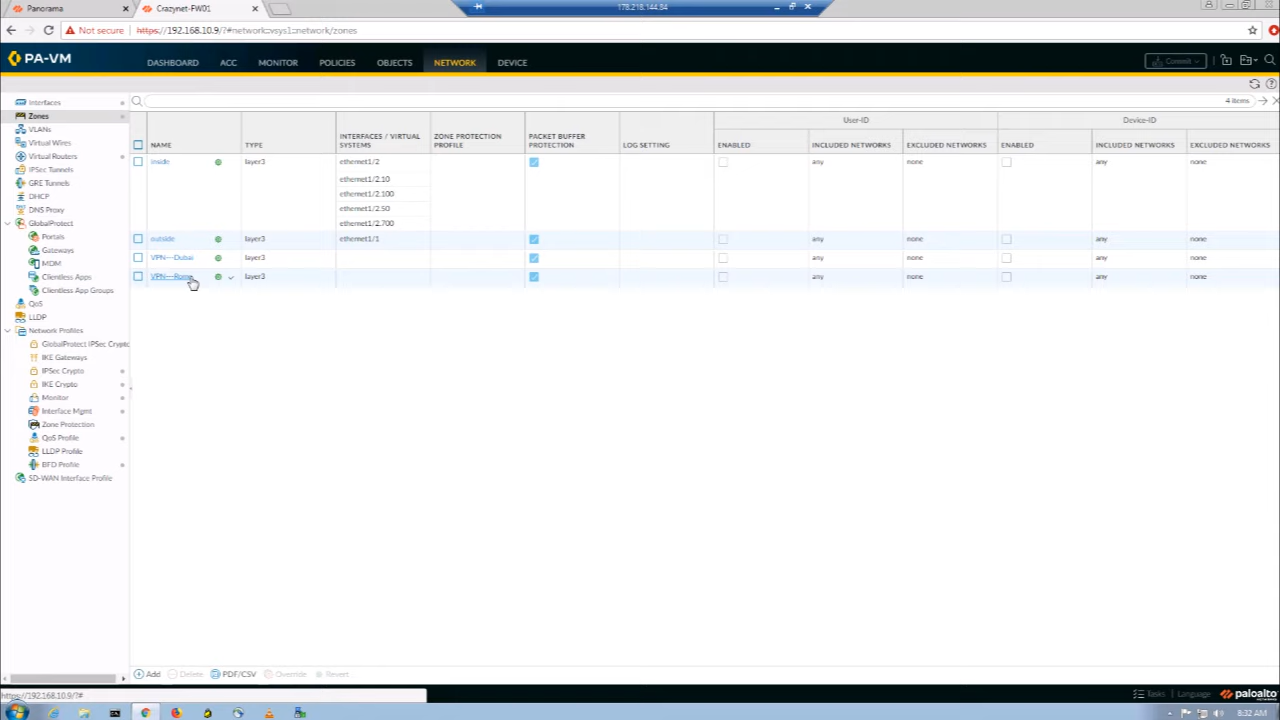 Panorama
Crazynet-FW01
178.218.144.84
Not secure https://192.168.10.9/?#network::vsys1::network/zones
PA-VM
DASHBOARD ACC MONITOR POLICIES OBJECTS NETWORK DEVICE
Commit
4 items
Interfaces
Zones
VLANs
Virtual Wires
Virtual Routers
IPSec Tunnels
GRE Tunnels
DHCP
DNS Proxy
GlobalProtect
Portals
Gateways
MDM
Clientless Apps
Clientless App Groups
QoS
LLDP
Network Profiles
GlobalProtect IPSec Crypto
IKE Gateways
IPSec Crypto
IKE Crypto
Monitor
Interface Mgmt
Zone Protection
QoS Profile
LLDP Profile
BFD Profile
SD-WAN Interface Profile
User-ID Device-ID
NAME TYPE INTERFACES / VIRTUAL SYSTEMS ZONE PROTECTION PROFILE PACKET BUFFER PROTECTION LOG SETTING ENABLED INCLUDED NETWORKS EXCLUDED NETWORKS ENABLED INCLUDED NETWORKS EXCLUDED NETWORKS
inside layer3 ethernet1/2 any none any none
ethernet1/2.10
ethernet1/2.100
ethernet1/2.50
ethernet1/2.700
outside layer3 ethernet1/1 any none any none
VPN---Dubai layer3 any none any none
VPN---Rome layer3 any none any none
Add Delete PDF/CSV Override Revert
https://192.168.10.9/?#
Tasks Language paloalto
8:32 AM